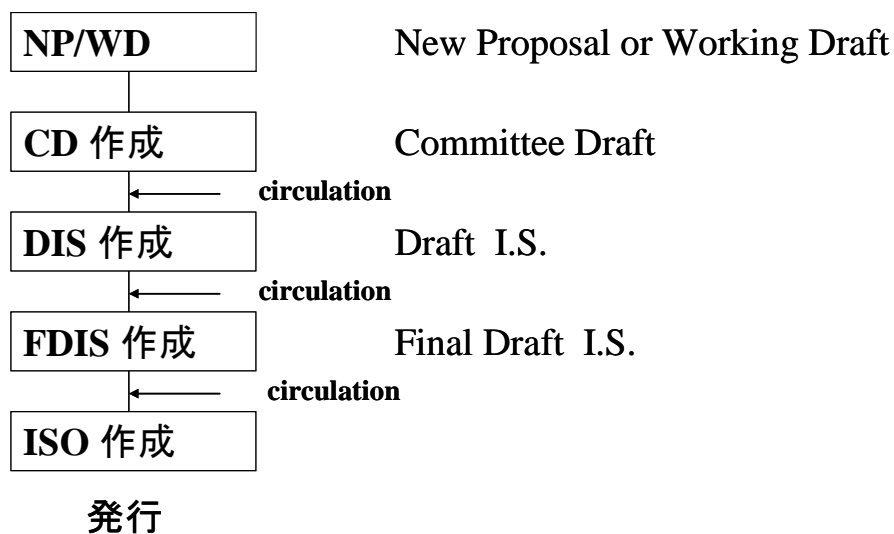 NP/WD New Proposal or Working Draft
CD 作成 Committee Draft
circulation
DIS 作成 Draft I.S.
circulation
FDIS 作成 Final Draft I.S.
circulation
ISO 作成
発行